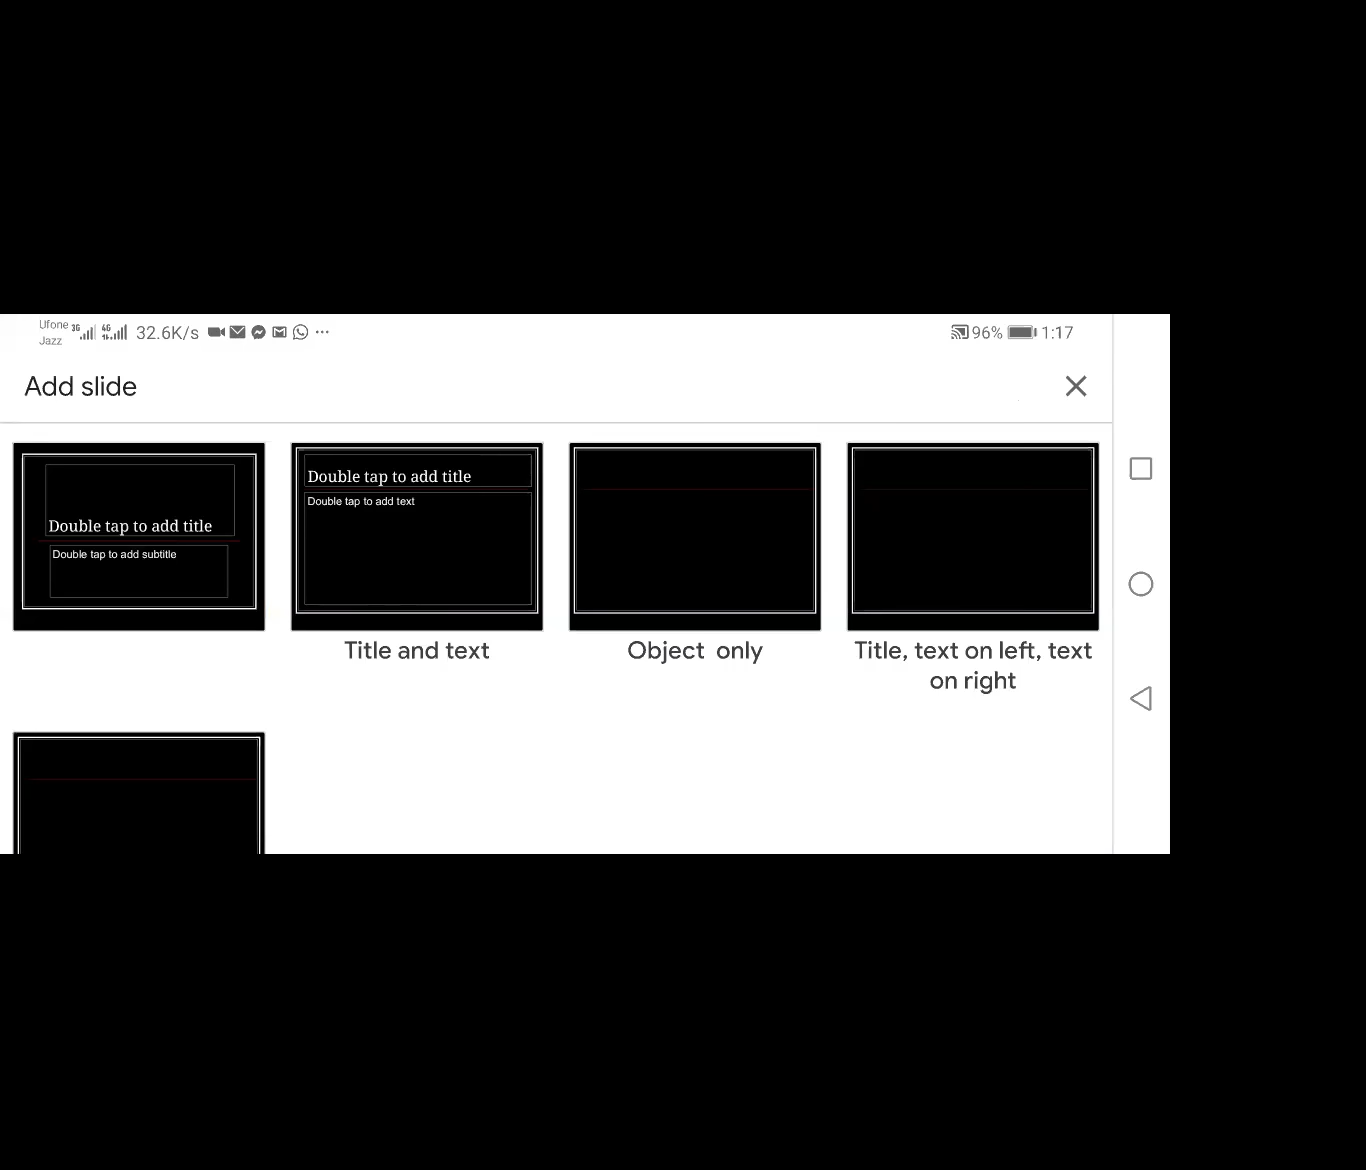 Ufone 3G 4G 32.6K/s ... 96% 1:17
Jazz
Add slide
Double tap to add title
Double tap to add subtitle
Double tap to add title
Double tap to add text
Title and text
Object only
Title, text on left, text
on right